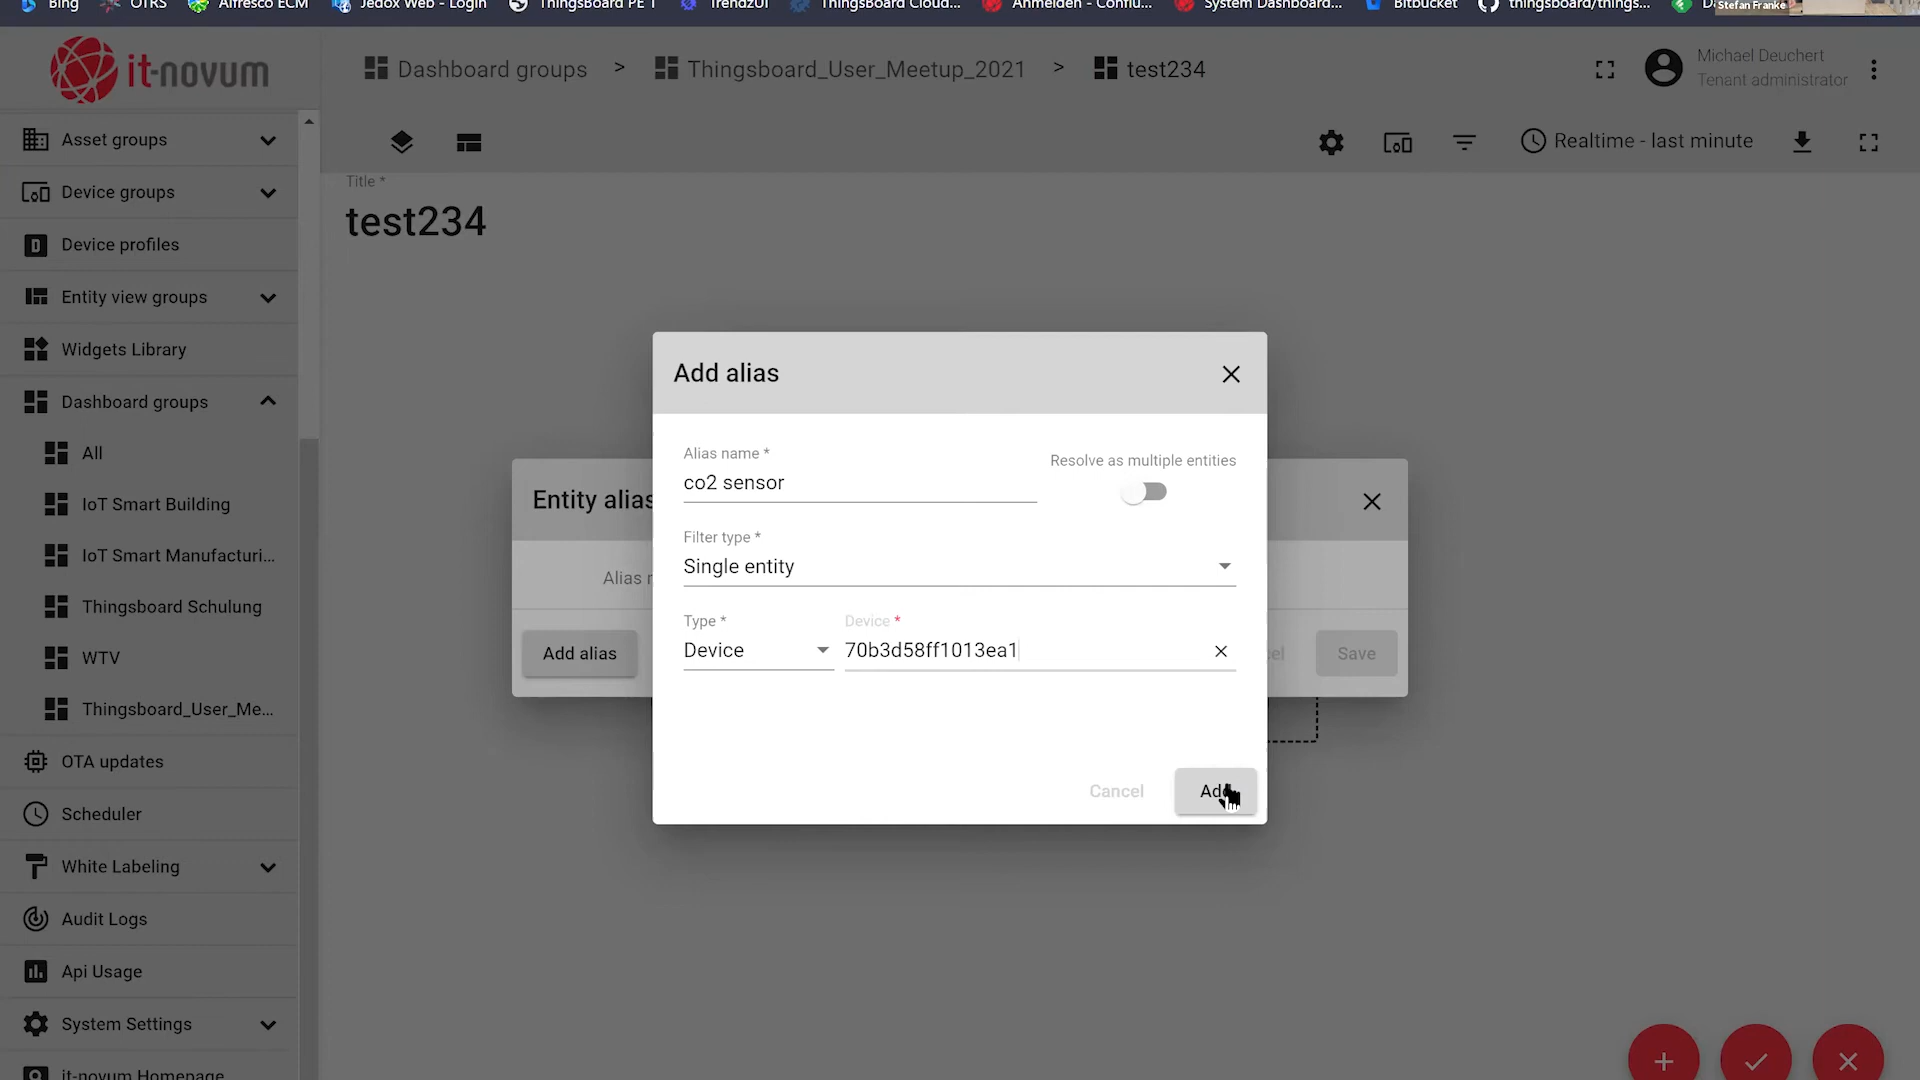 Bing OTRS Alfresco ECM Jedox Web - Login ThingsBoard PE TrendzUI ThingsBoard Cloud... Anmelden - Conflu... System Dashboard... Bitbucket thingsboard/things...
Stefan Franke
it-novum
Dashboard groups > Thingsboard_User_Meetup_2021 > test234
Michael Deuchert
Tenant administrator
Realtime - last minute
Asset groups
Device groups
Device profiles
Entity view groups
Widgets Library
Dashboard groups
All
IoT Smart Building
IoT Smart Manufacturi...
Thingsboard Schulung
WTV
Thingsboard_User_Me...
OTA updates
Scheduler
White Labeling
Audit Logs
Api Usage
System Settings
it-novum Homepage
Title *
test234
Entity alias
Alias
Add alias
Save
Add alias
Alias name *
co2 sensor
Resolve as multiple entities
Filter type *
Single entity
Type *
Device
Device *
70b3d58ff1013ea1
Cancel
Add